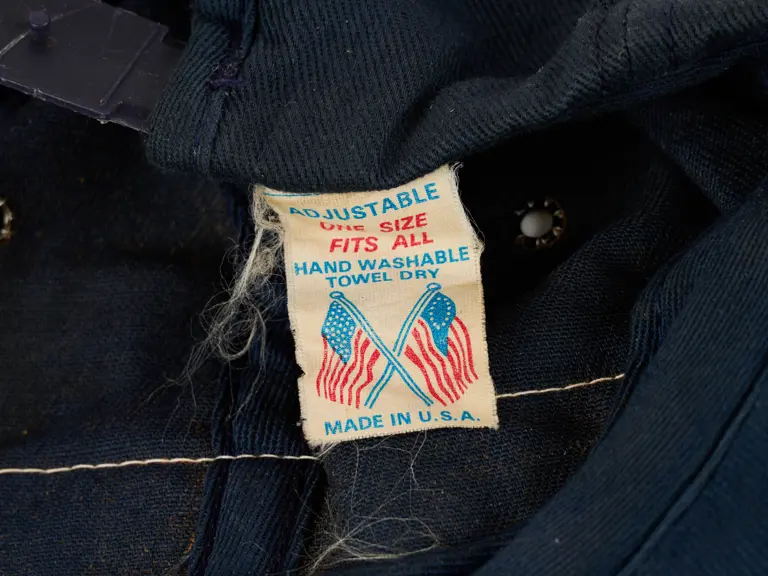 ADJUSTABLE
ONE SIZE
FITS ALL
HAND WASHABLE
TOWEL DRY
MADE IN U.S.A.